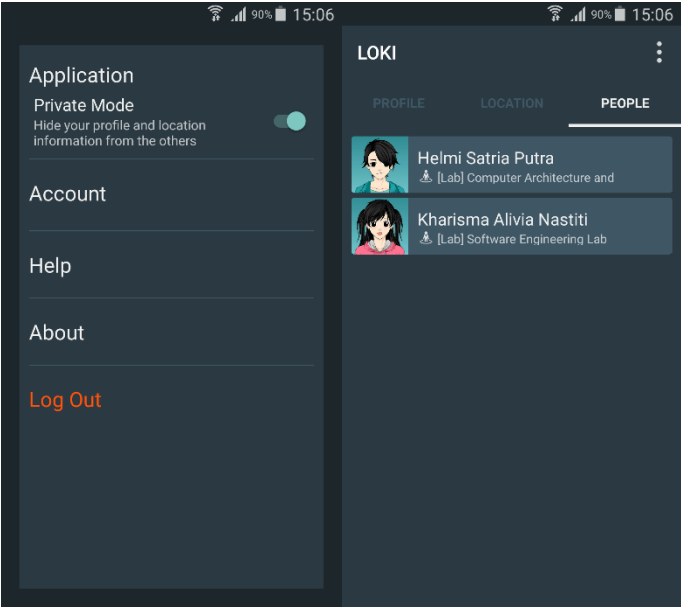 90% 15:06
Application
Private Mode
Hide your profile and location
information from the others
Account
Help
About
Log Out
90% 15:06
LOKI
PROFILE LOCATION PEOPLE
Helmi Satria Putra
[Lab] Computer Architecture and
Kharisma Alivia Nastiti
[Lab] Software Engineering Lab